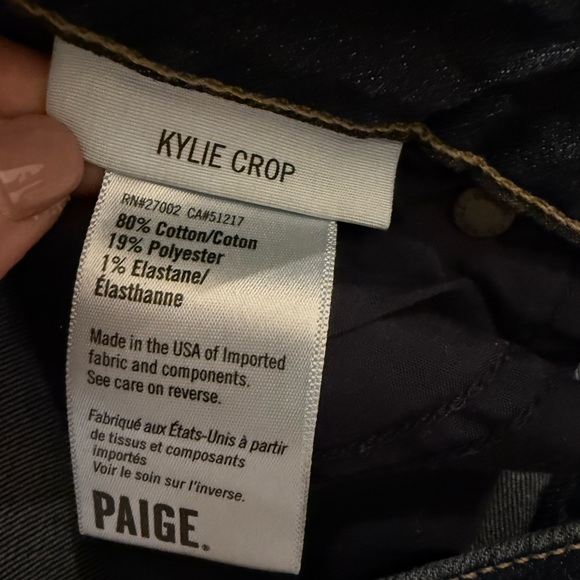 KYLIE CROP
RN#27002 CA#51217
80% Cotton/Coton
19% Polyester
1% Elastane/
Élasthanne
Made in the USA of Imported
fabric and components.
See care on reverse.
Fabriqué aux États-Unis à partir
de tissus et composants
importés
Voir le soin sur l'inverse.
PAIGE.